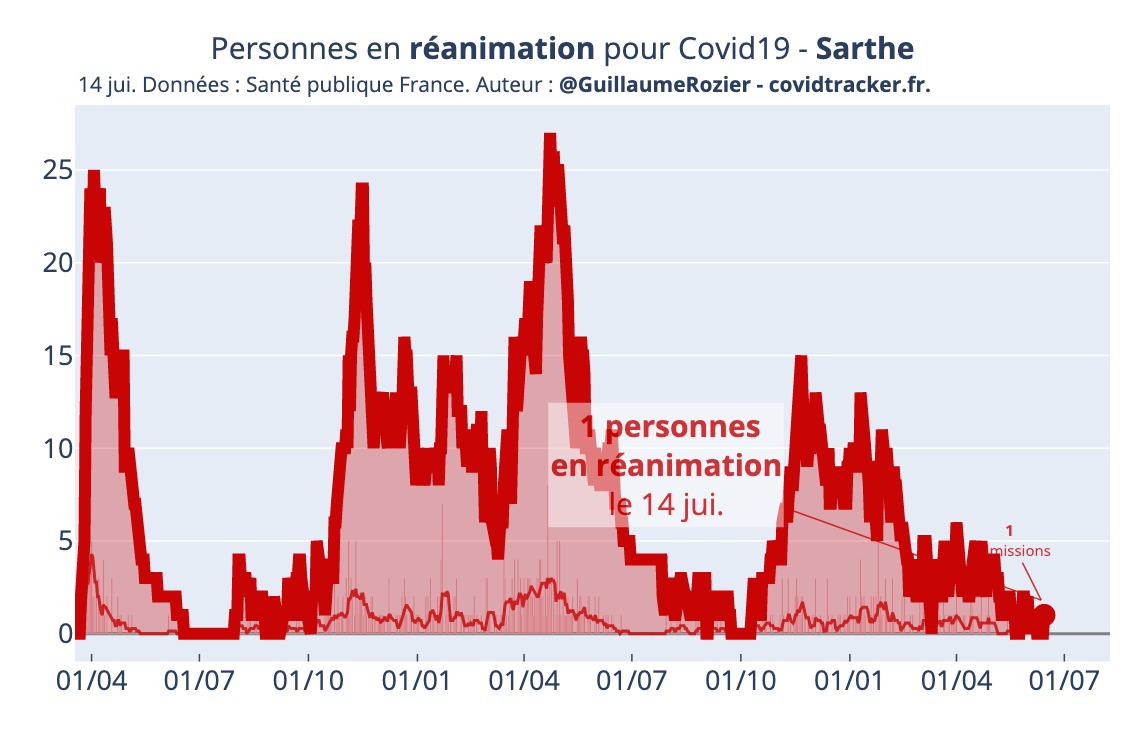 Personnes en réanimation pour Covid19 - Sarthe
14 jui. Données : Santé publique France. Auteur : @GuillaumeRozier - covidtracker.fr.
25
20
15
10
5
0
1 personnes
en réanimation
le 14 jui.
1
missions
01/04 01/07 01/10 01/01 01/04 01/07 01/10 01/01 01/04 01/07